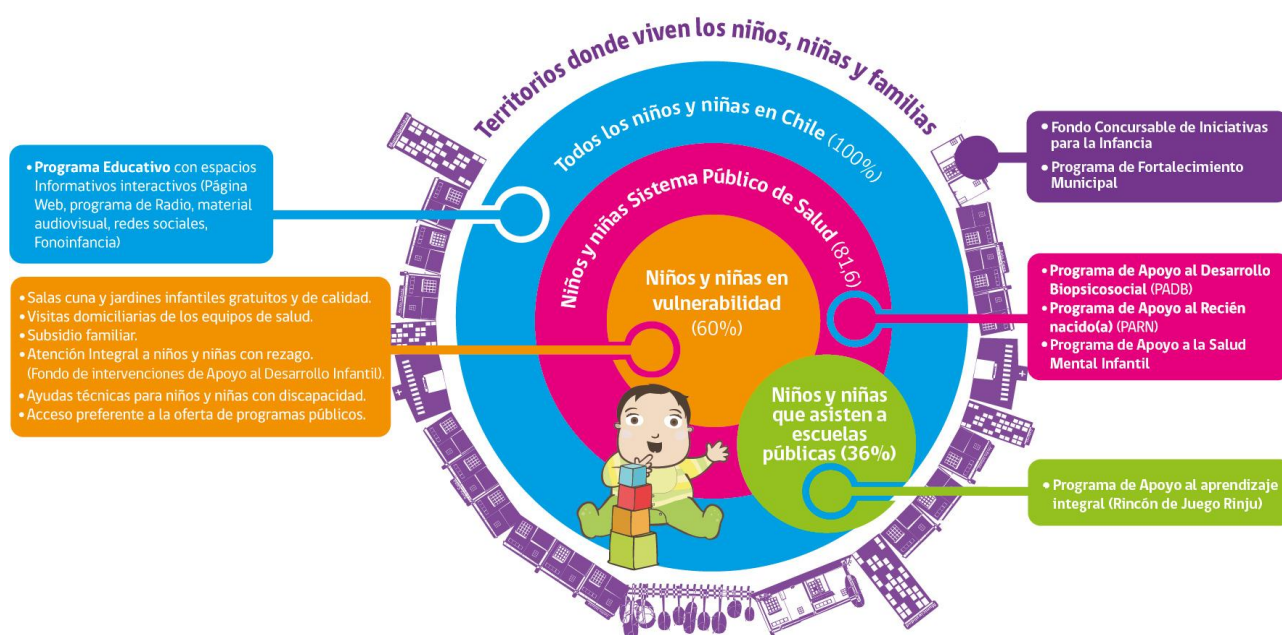 Territorios donde viven los niños, niñas y familias
Todos los niños y niñas en Chile (100%)
Niños y niñas Sistema Público de Salud (81,6)
Niños y niñas en
vulnerabilidad
(60%)
Niños y niñas
que asisten a
escuelas
públicas (36%)
• Programa Educativo con espacios
Informativos interactivos (Página
Web, programa de Radio, material
audiovisual, redes sociales,
Fonoinfancia)
• Salas cuna y jardines infantiles gratuitos y de calidad.
• Visitas domiciliarias de los equipos de salud.
• Subsidio familiar.
• Atención Integral a niños y niñas con rezago.
(Fondo de intervenciones de Apoyo al Desarrollo Infantil).
• Ayudas técnicas para niños y niñas con discapacidad.
• Acceso preferente a la oferta de programas públicos.
• Fondo Concursable de Iniciativas
para la Infancia
• Programa de Fortalecimiento
Municipal
• Programa de Apoyo al Desarrollo
Biopsicosocial (PADB)
• Programa de Apoyo al Recién
nacido(a) (PARN)
• Programa de Apoyo a la Salud
Mental Infantil
• Programa de Apoyo al aprendizaje
integral (Rincón de Juego Rinju)